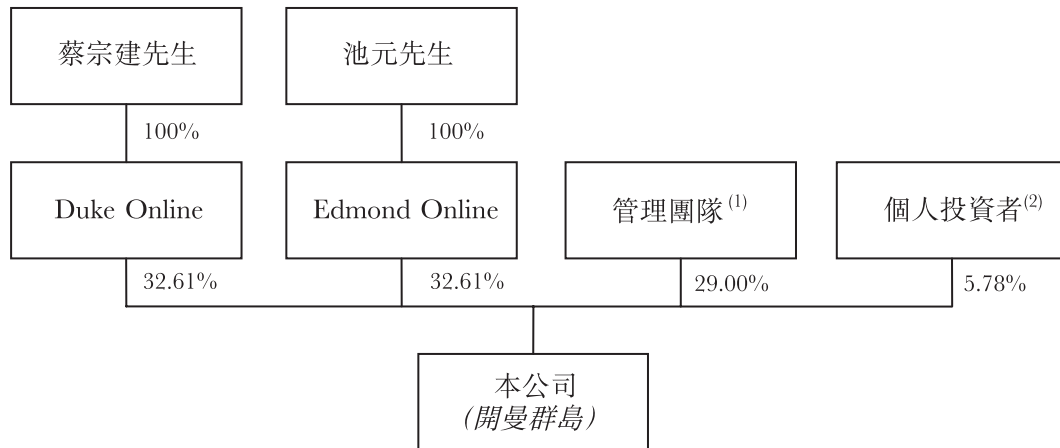 蔡宗建先生
池元先生
100%
100%
Duke Online
Edmond Online
管理團隊(1)
個人投資者(2)
32.61%
32.61%
29.00%
5.78%
本公司
(開曼群島)